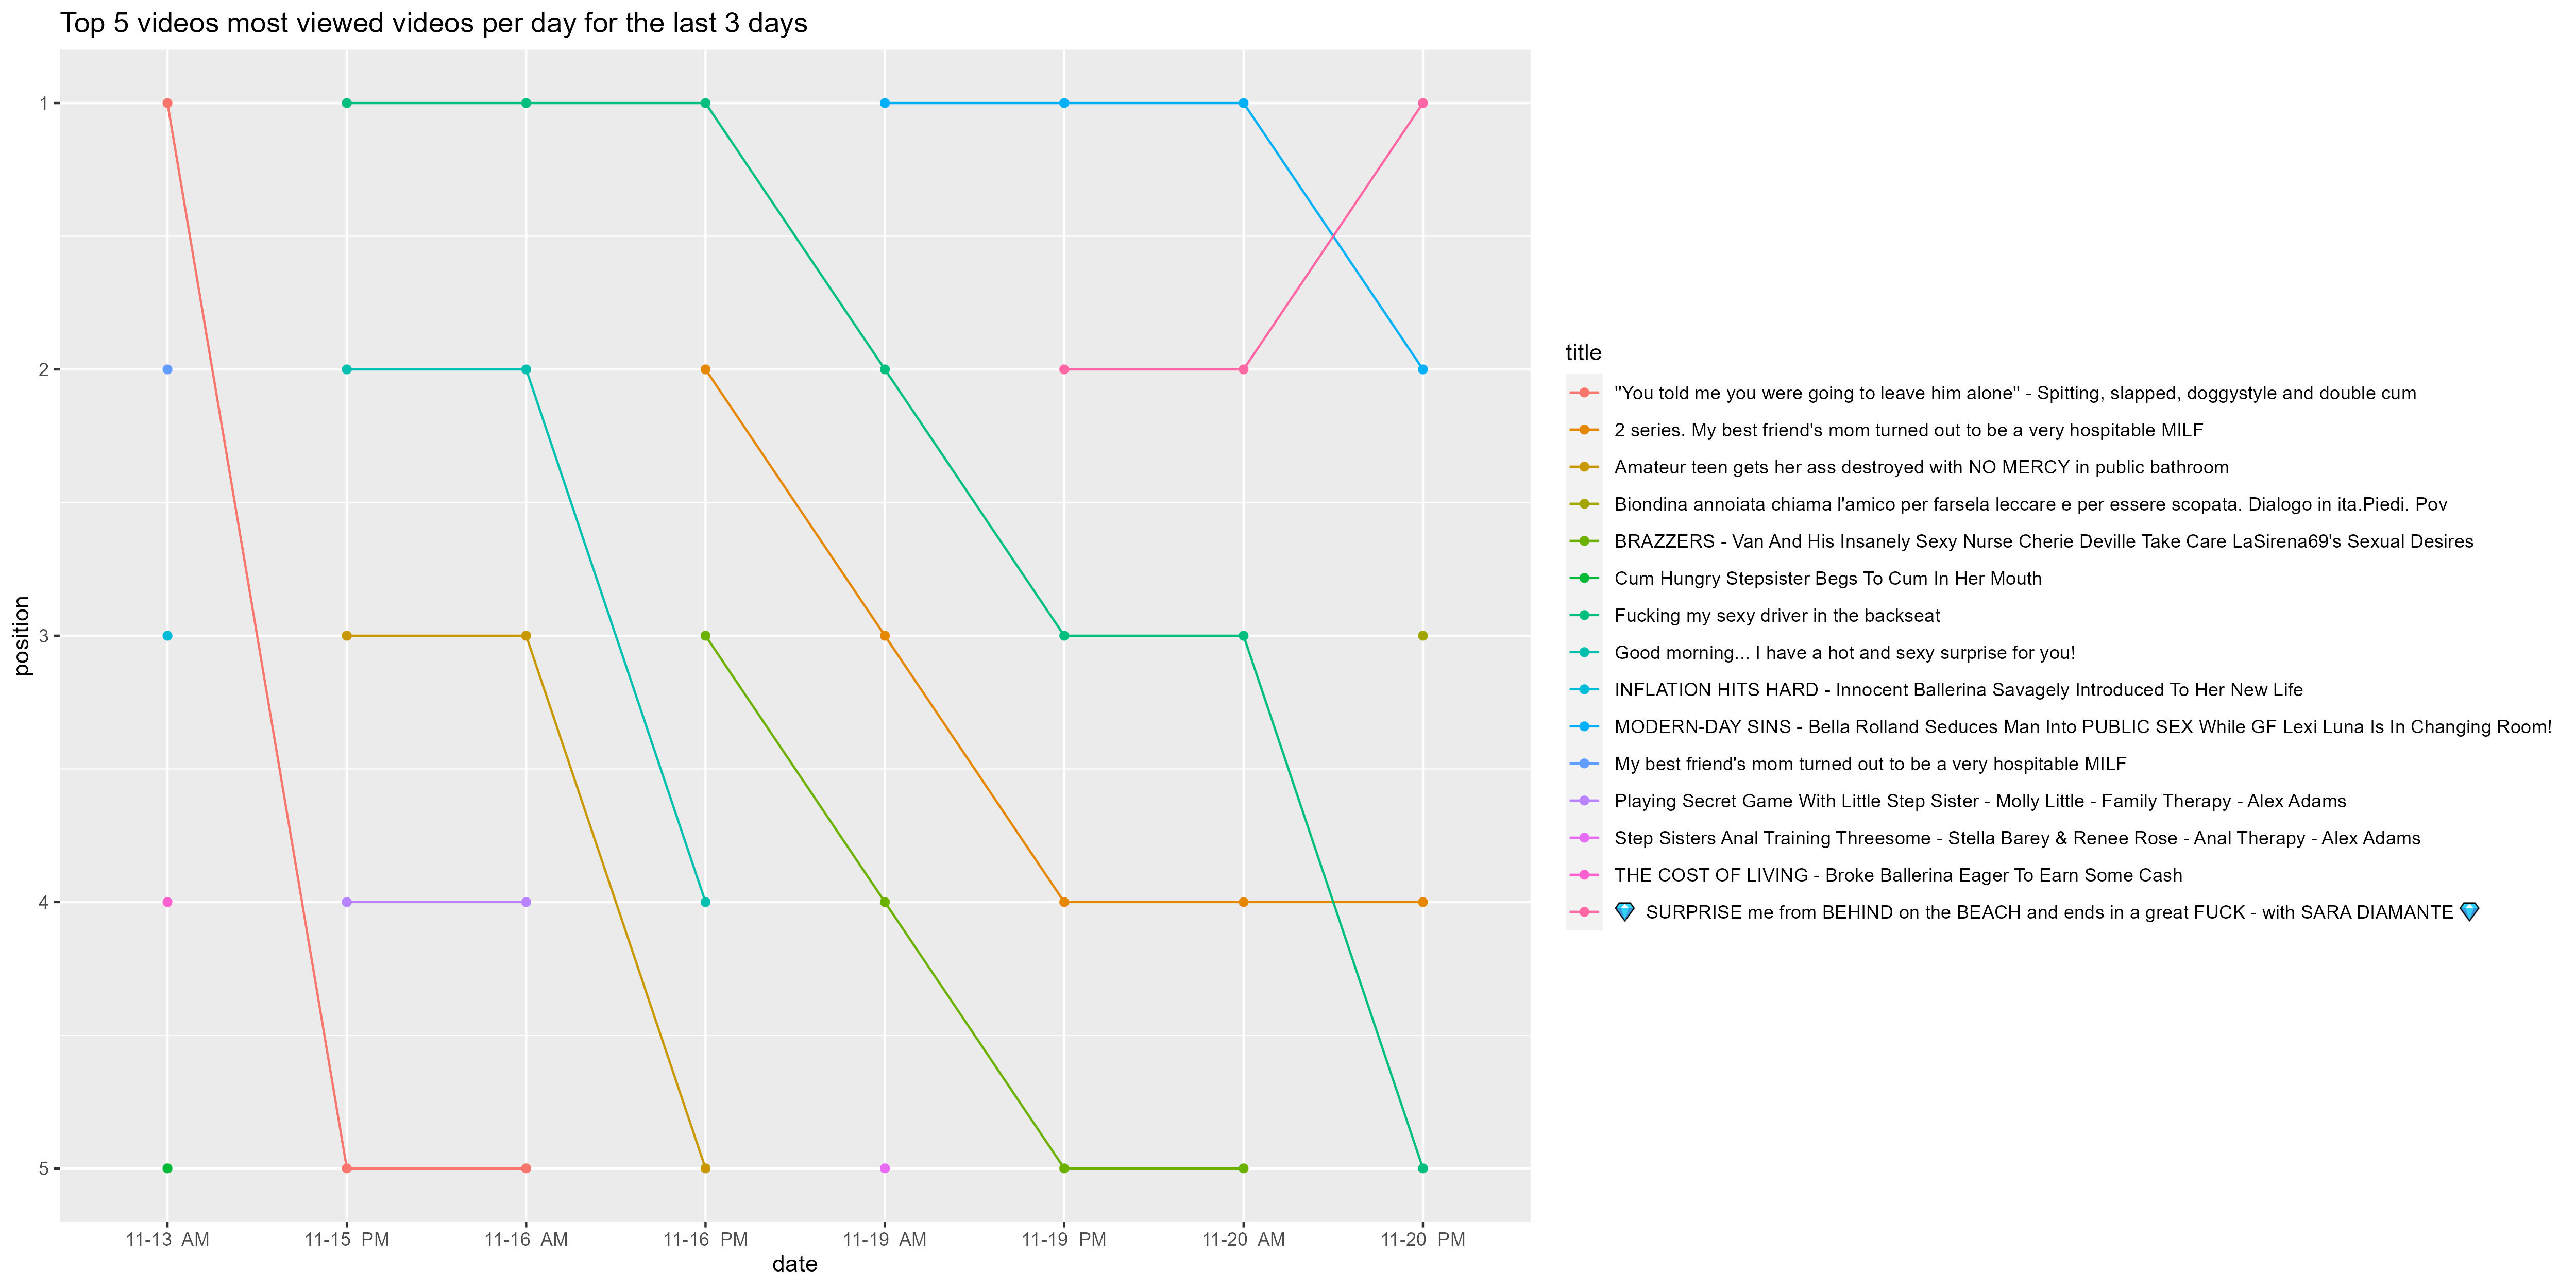 Top 5 videos most viewed videos per day for the last 3 days
position
1
2
3
4
5
11-13  AM
11-15  PM
11-16  AM
11-16  PM
11-19  AM
11-19  PM
11-20  AM
11-20  PM
date
title
"You told me you were going to leave him alone" - Spitting, slapped, doggystyle and double cum
2 series. My best friend's mom turned out to be a very hospitable MILF
Amateur teen gets her ass destroyed with NO MERCY in public bathroom
Biondina annoiata chiama l'amico per farsela leccare e per essere scopata. Dialogo in ita.Piedi. Pov
BRAZZERS - Van And His Insanely Sexy Nurse Cherie Deville Take Care LaSirena69's Sexual Desires
Cum Hungry Stepsister Begs To Cum In Her Mouth
Fucking my sexy driver in the backseat
Good morning... I have a hot and sexy surprise for you!
INFLATION HITS HARD - Innocent Ballerina Savagely Introduced To Her New Life
MODERN-DAY SINS - Bella Rolland Seduces Man Into PUBLIC SEX While GF Lexi Luna Is In Changing Room!
My best friend's mom turned out to be a very hospitable MILF
Playing Secret Game With Little Step Sister - Molly Little - Family Therapy - Alex Adams
Step Sisters Anal Training Threesome - Stella Barey & Renee Rose - Anal Therapy - Alex Adams
THE COST OF LIVING - Broke Ballerina Eager To Earn Some Cash
💎 SURPRISE me from BEHIND on the BEACH and ends in a great FUCK - with SARA DIAMANTE 💎